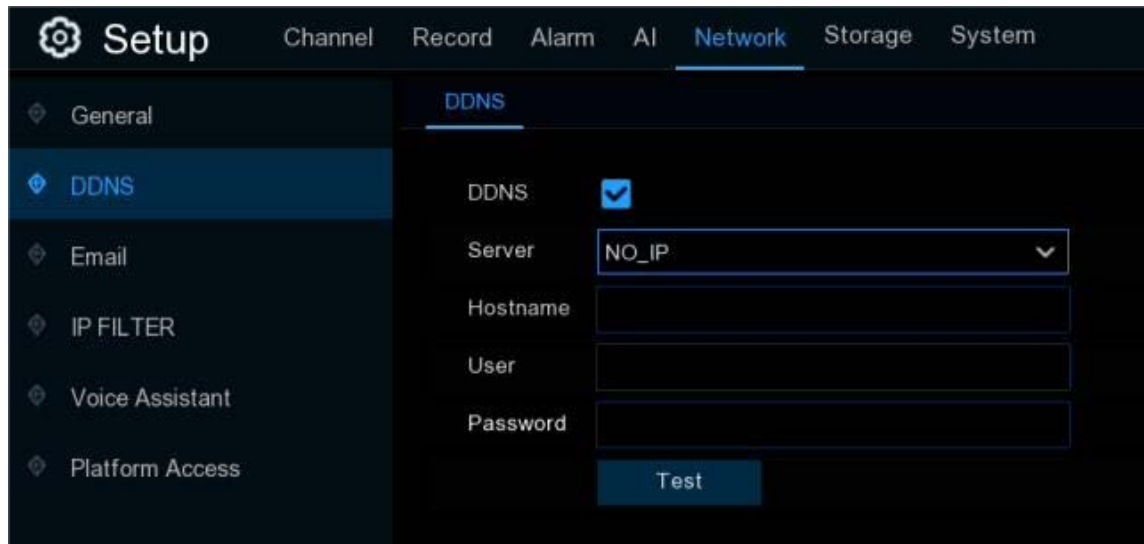 Setup Channel Record Alarm AI Network Storage System
General
DDNS
Email
IP FILTER
Voice Assistant
Platform Access
DDNS
DDNS
Server NO_IP
Hostname
User
Password
Test